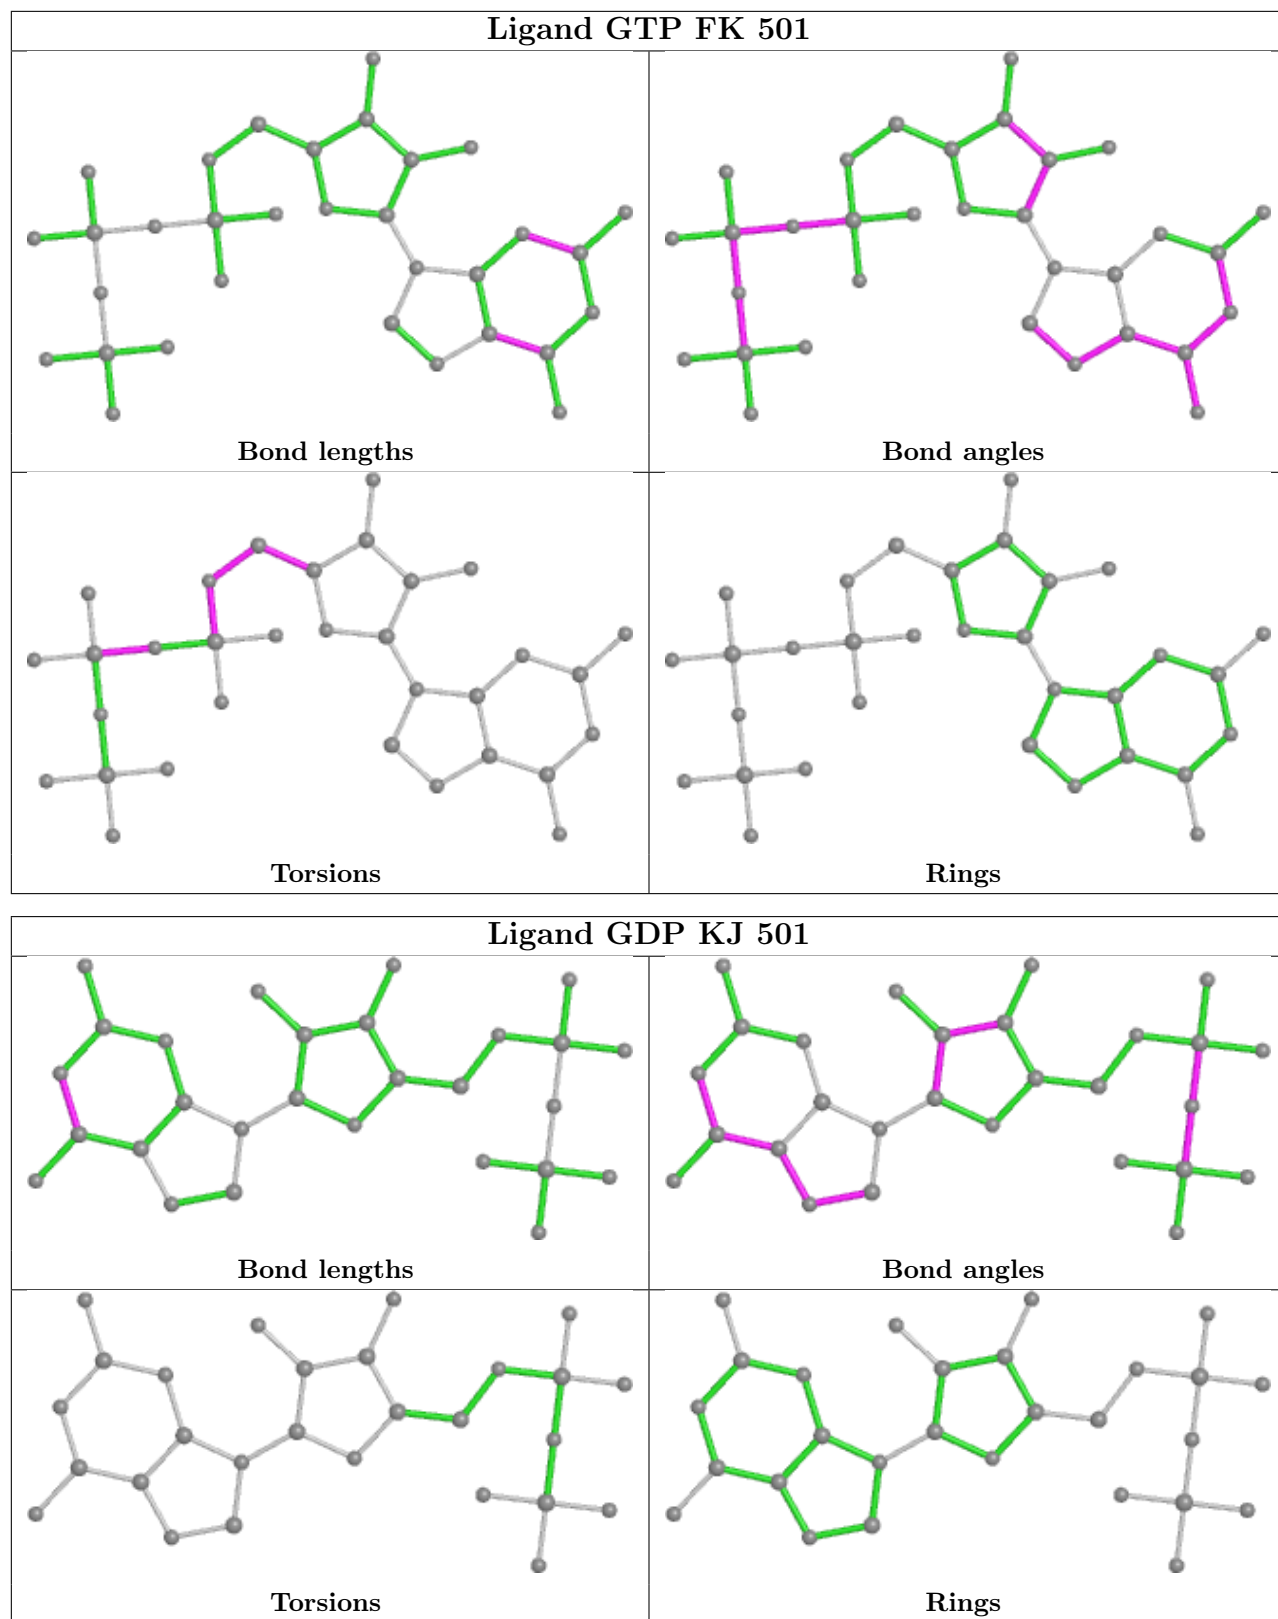 Ligand GTP FK 501
Bond lengths
Bond angles
Torsions
Rings
Ligand GDP KJ 501
Bond lengths
Bond angles
Torsions
Rings